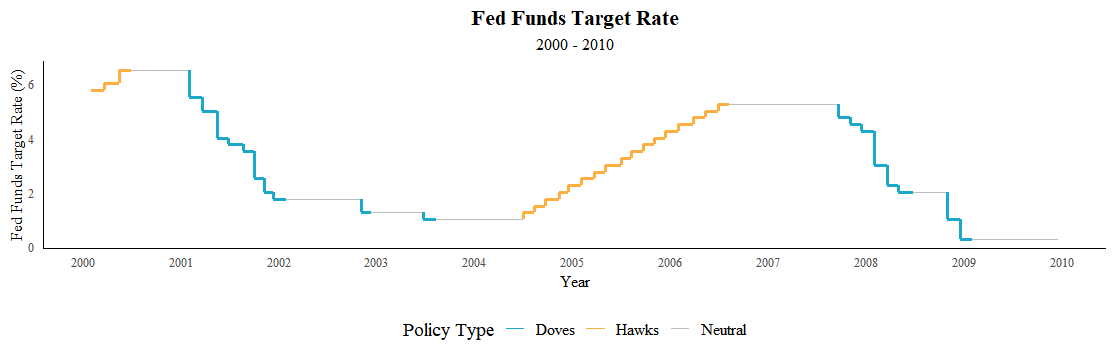 Fed Funds Target Rate
2000 - 2010
Fed Funds Target Rate (%)
6
4
2
0
2000 2001 2002 2003 2004 2005 2006 2007 2008 2009 2010
Year
Policy Type Doves Hawks Neutral